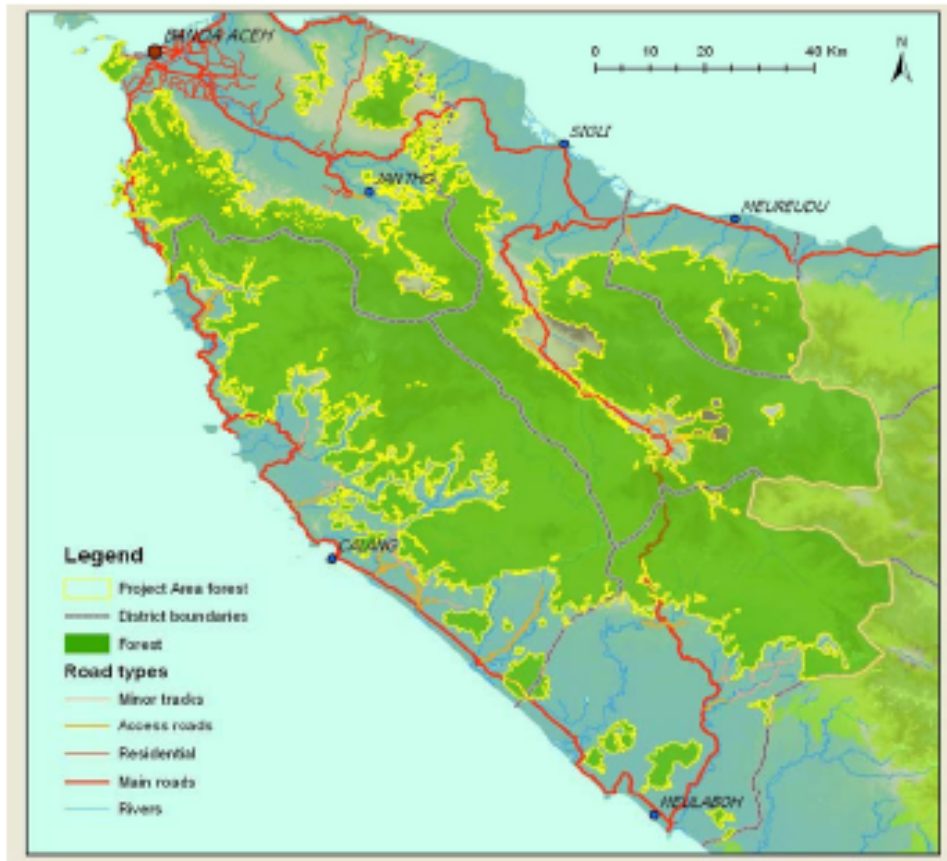 BANDA ACEH
0 10 20 40 Km
N
SIGLI
JANTHO
MEUREUDU
CALANG
Legend
Project Area forest
District boundaries
Forest
Road types
Minor tracks
Access roads
Residential
Main roads
Rivers
MEULABOH